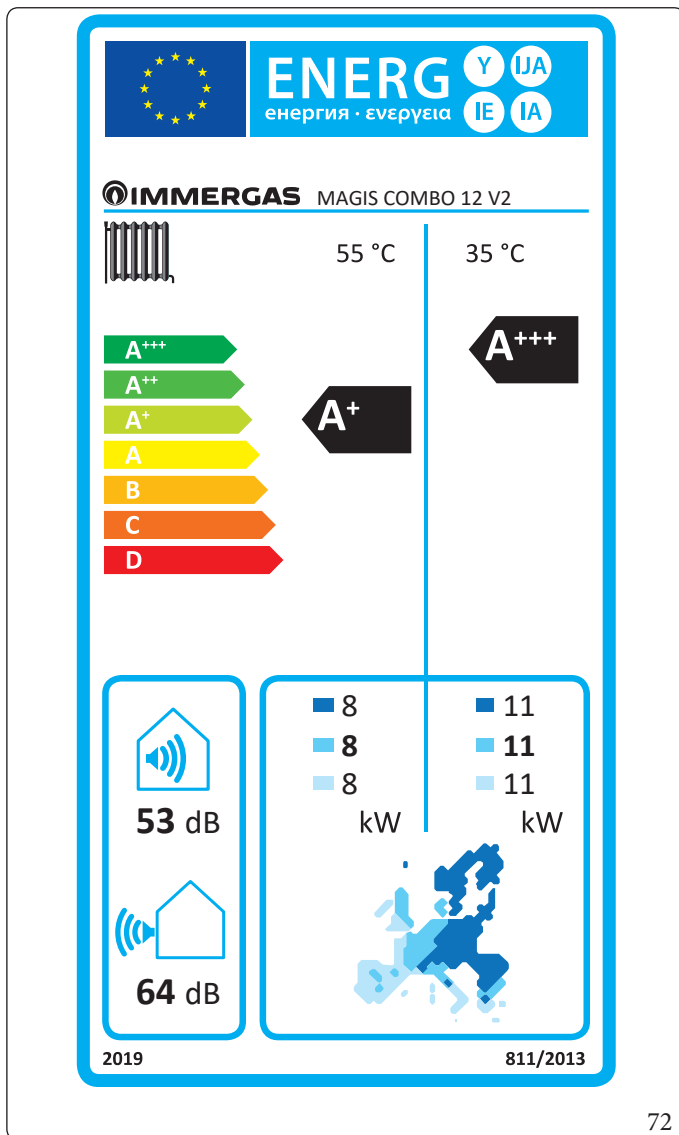 ENERG Y IJA
енергия · ενεργεια IE IA
IMMERGAS MAGIS COMBO 12 V2
55 °C 35 °C
A+++ A+++
A++
A+ A+
A
B
C
D
8 11
8 11
8 11
kW kW
53 dB
64 dB
2019 811/2013
72